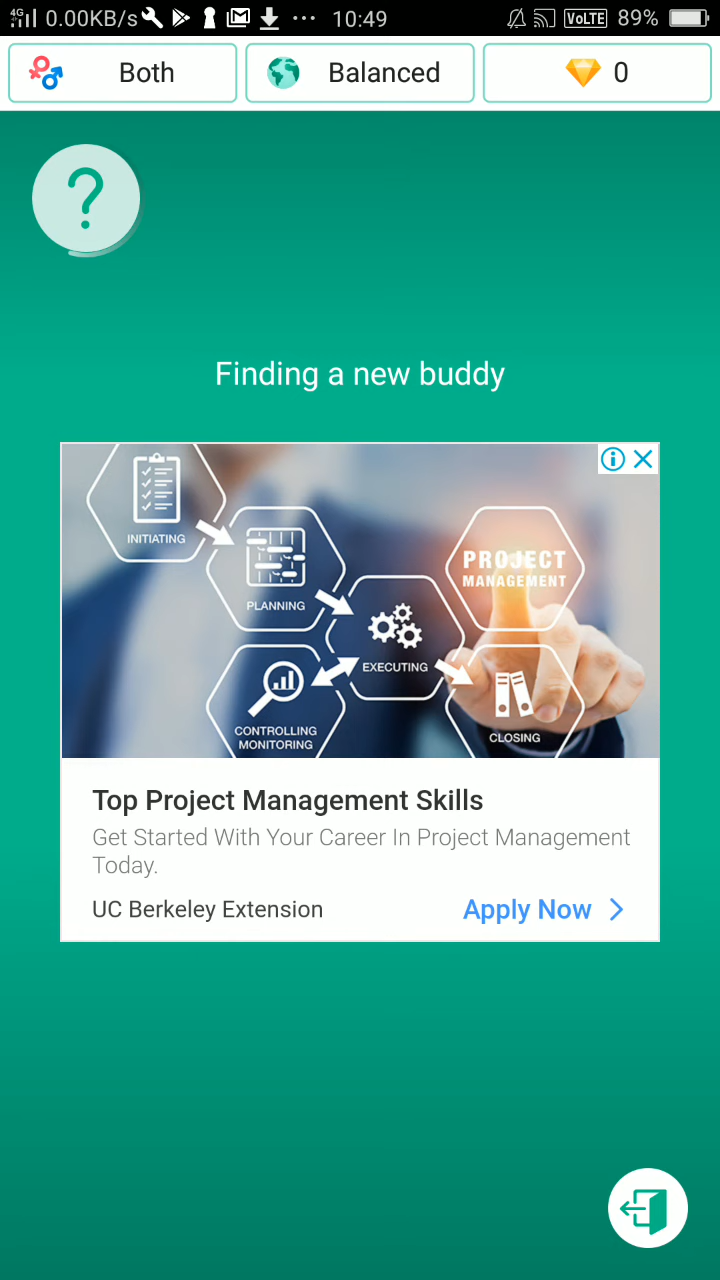 4G 0.00KB/s 10:49 VoLTE 89%
Both Balanced 0
?
Finding a new buddy
INITIATING
PLANNING
PROJECT
MANAGEMENT
EXECUTING
CONTROLLING
MONITORING
CLOSING
Top Project Management Skills
Get Started With Your Career In Project Management
Today.
UC Berkeley Extension Apply Now